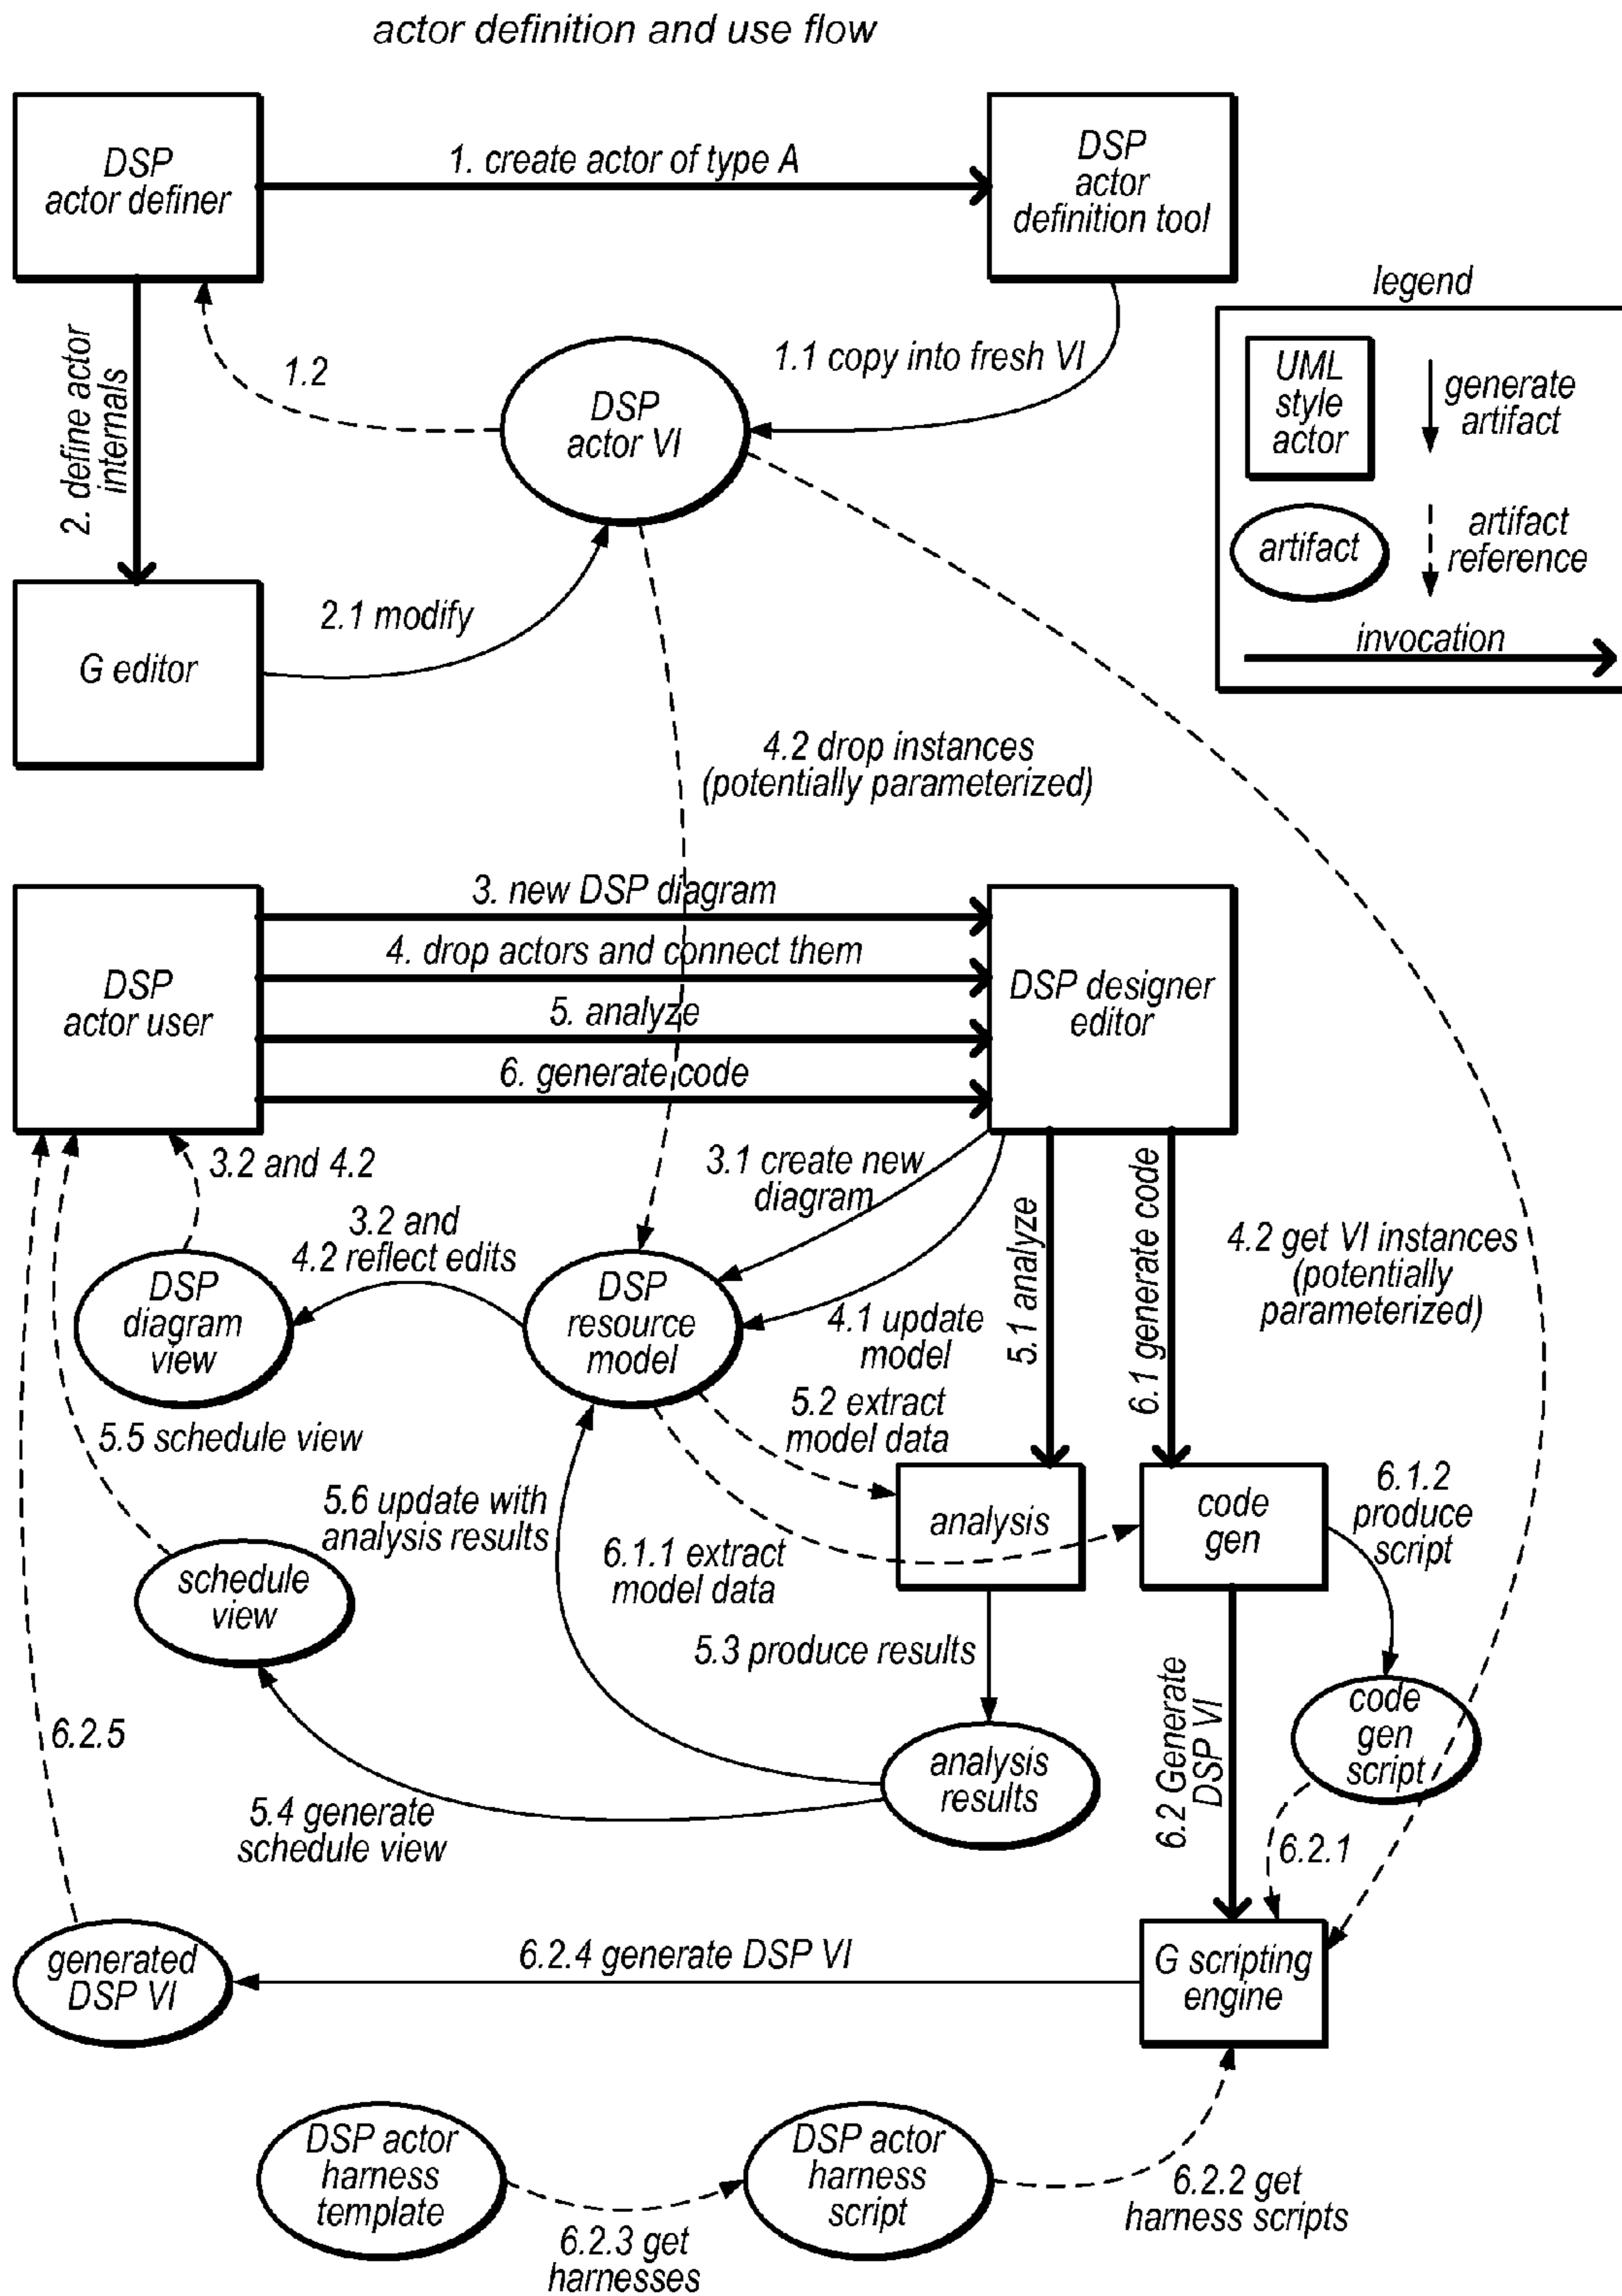 actor definition and use flow
DSP
actor definer
1. create actor of type A
DSP
actor
definition tool
legend
UML
style
actor
generate
artifact
artifact
artifact
reference
invocation
1.1 copy into fresh VI
1.2
DSP
actor VI
2. define actor
internals
2.1 modify
G editor
4.2 drop instances
(potentially parameterized)
DSP
actor user
3. new DSP diagram
4. drop actors and connect them
5. analyze
6. generate code
DSP designer
editor
3.2 and 4.2
3.1 create new
diagram
3.2 and
4.2 reflect edits
DSP
diagram
view
DSP
resource
model
4.1 update
model
5.1 analyze
6.1 generate code
4.2 get VI instances
(potentially
parameterized)
5.2 extract
model data
5.5 schedule view
5.6 update with
analysis results
6.1.1 extract
model data
analysis
code
gen
6.1.2
produce
script
schedule
view
5.3 produce results
6.2 Generate
DSP VI
code
gen
script
6.2.5
analysis
results
5.4 generate
schedule view
6.2.1
generated
DSP VI
6.2.4 generate DSP VI
G scripting
engine
DSP actor
harness
template
DSP actor
harness
script
6.2.2 get
harness scripts
6.2.3 get
harnesses